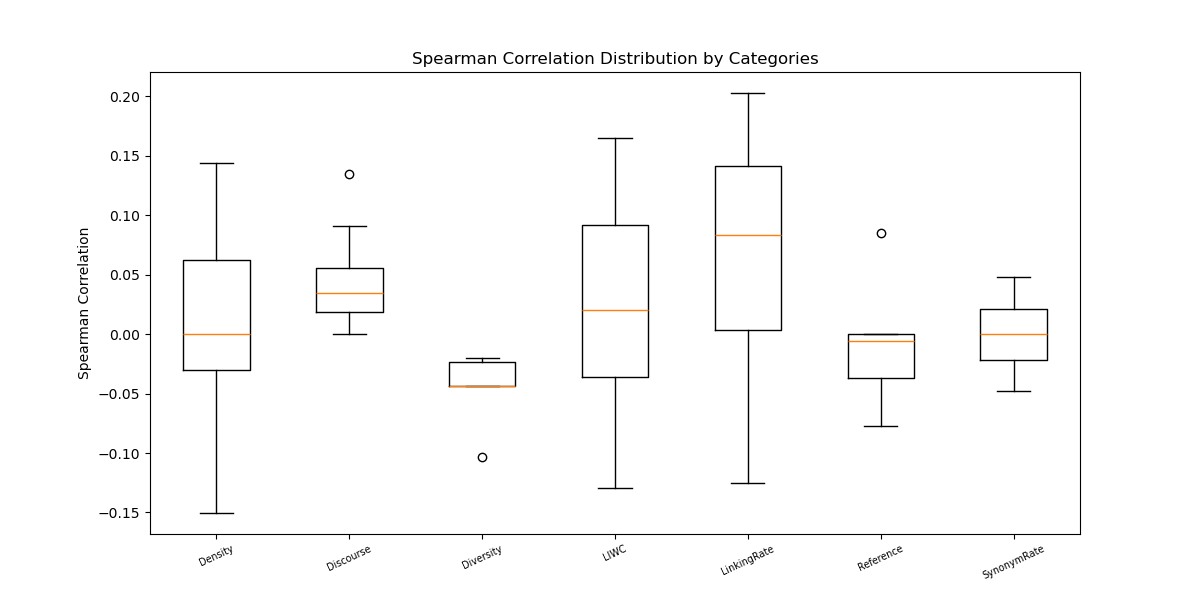 Spearman Correlation Distribution by Categories
Spearman Correlation
0.20
0.15
0.10
0.05
0.00
−0.05
−0.10
−0.15
Density
Discourse
Diversity
LIWC
LinkingRate
Reference
SynonymRate